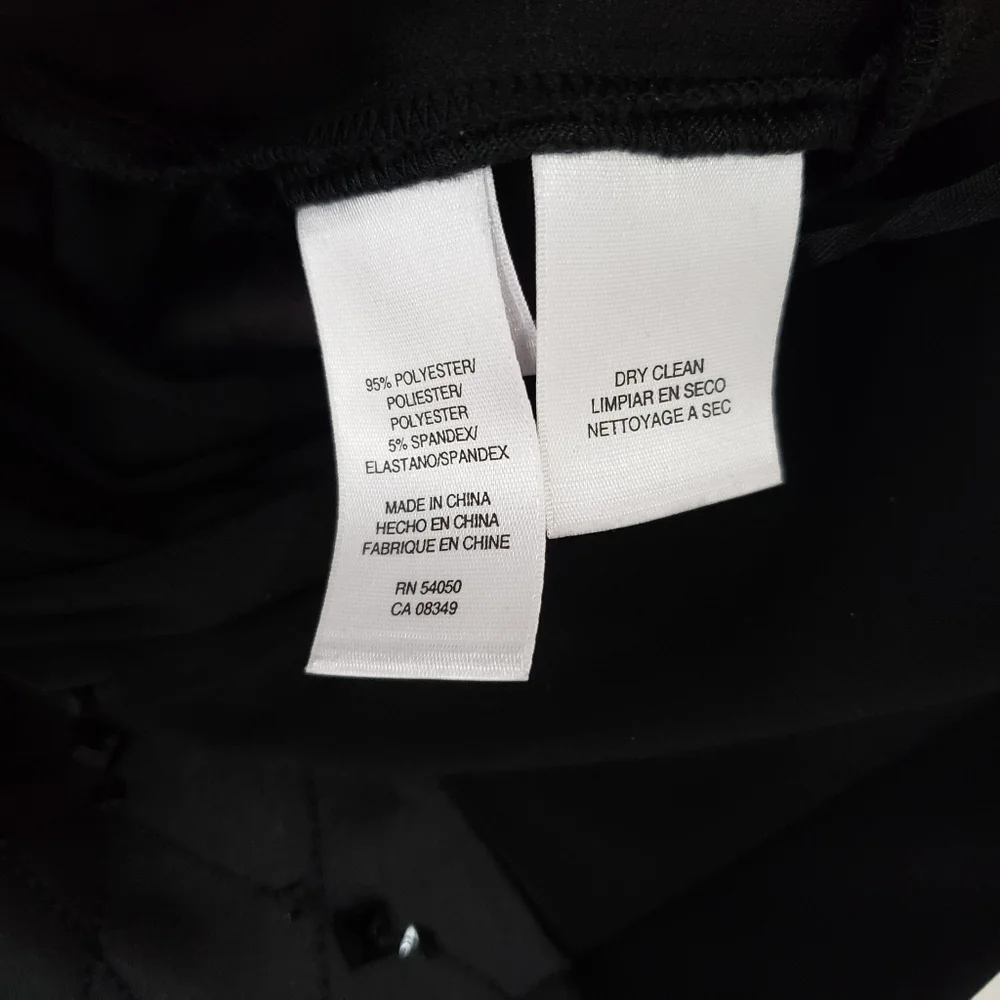 95% POLYESTER/
POLIESTER/
POLYESTER
5% SPANDEX/
ELASTANO/SPANDEX
MADE IN CHINA
HECHO EN CHINA
FABRIQUE EN CHINE
RN 54050
CA 08349
DRY CLEAN
LIMPIAR EN SECO
NETTOYAGE A SEC